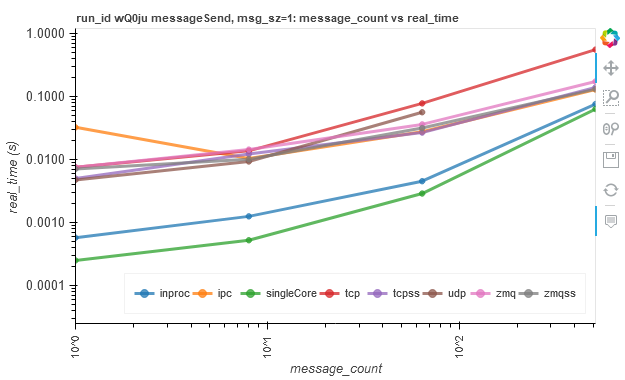 run_id wQ0ju messageSend, msg_sz=1: message_count vs real_time
1.0000
0.1000
0.0100
0.0010
0.0001
real_time (s)
inproc ipc singleCore tcp tcpss udp zmq zmqss
10^0 10^1 10^2
message_count